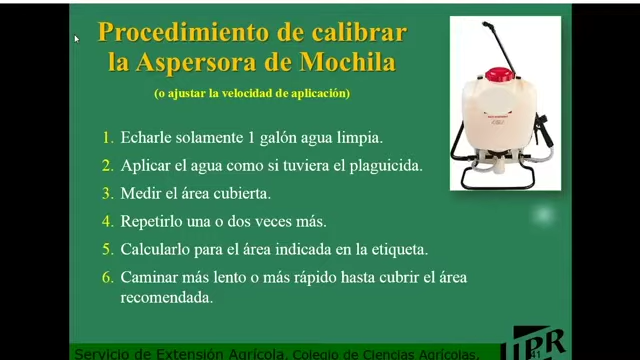 Procedimiento de calibrar
la Aspersora de Mochila
(o ajustar la velocidad de aplicación)
1. Echarle solamente 1 galón agua limpia.
2. Aplicar el agua como si tuviera el plaguicida.
3. Medir el área cubierta.
4. Repetirlo una o dos veces más.
5. Calcularlo para el área indicada en la etiqueta.
6. Caminar más lento o más rápido hasta cubrir el área
recomendada.
Servicio de Extensión Agrícola, Colegio de Ciencias Agrícolas,
UPR
41